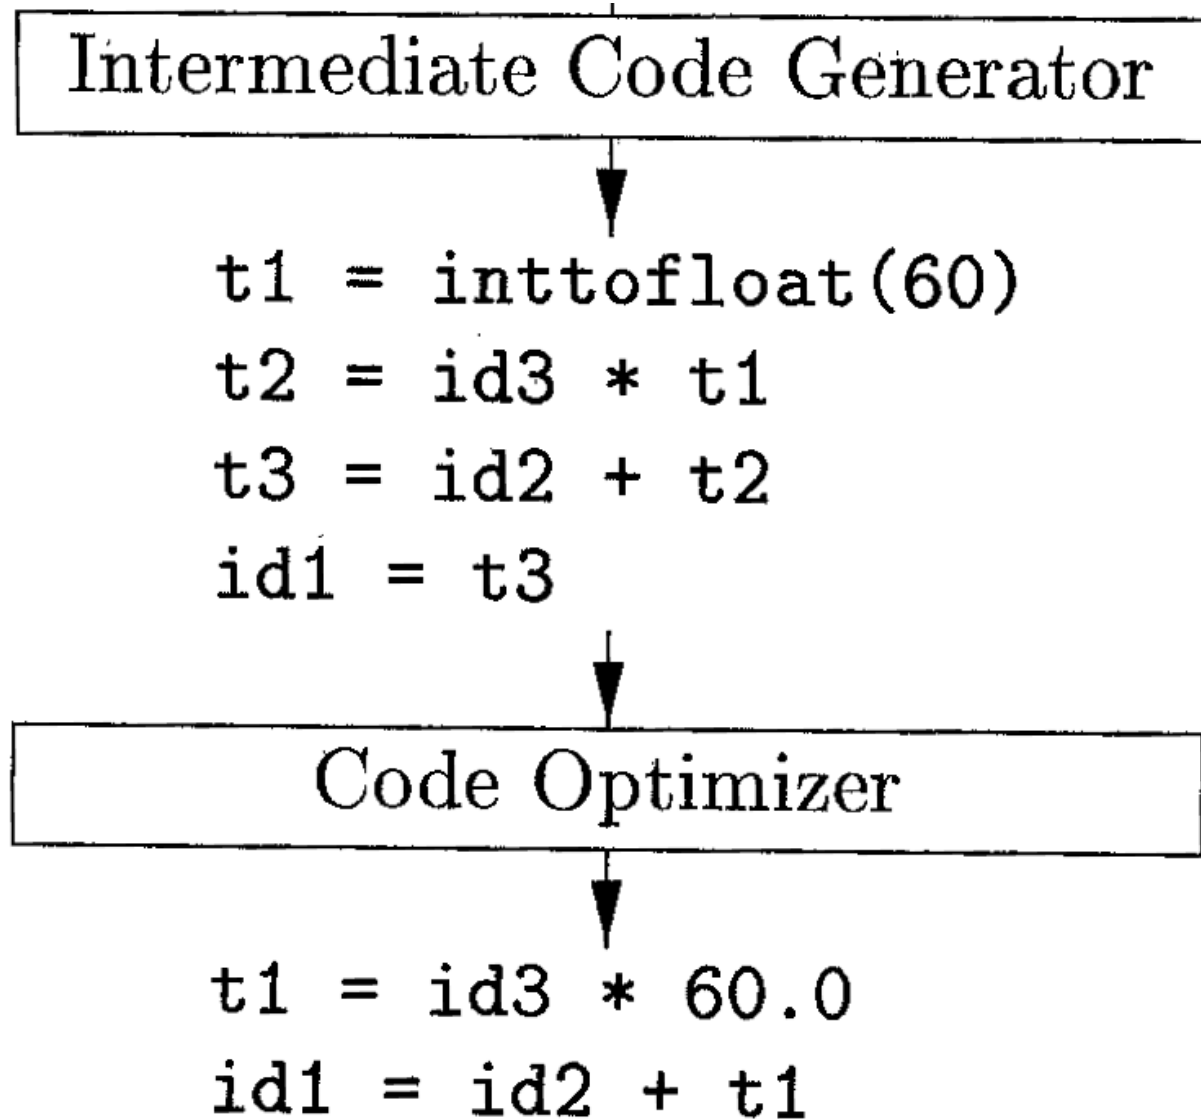 Intermediate Code Generator
t1 = inttofloat(60)
t2 = id3 * t1
t3 = id2 + t2
id1 = t3
Code Optimizer
t1 = id3 * 60.0
id1 = id2 + t1